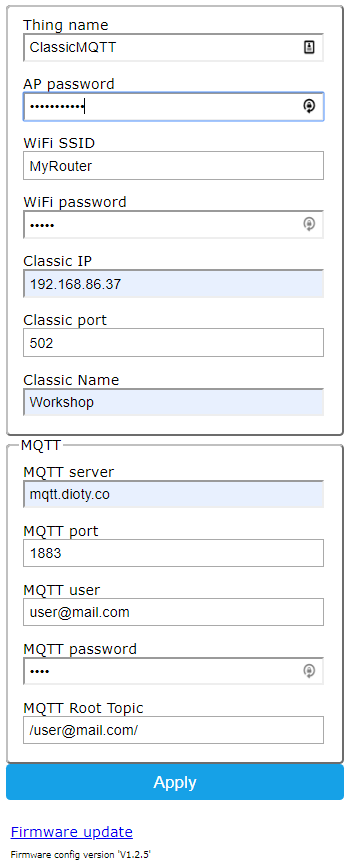 Thing name
ClassicMQTT
AP password
•••••••••••
WiFi SSID
MyRouter
WiFi password
•••••
Classic IP
192.168.86.37
Classic port
502
Classic Name
Workshop
MQTT
MQTT server
mqtt.dioty.co
MQTT port
1883
MQTT user
user@mail.com
MQTT password
••••
MQTT Root Topic
/user@mail.com/
Apply
Firmware update
Firmware config version 'V1.2.5'